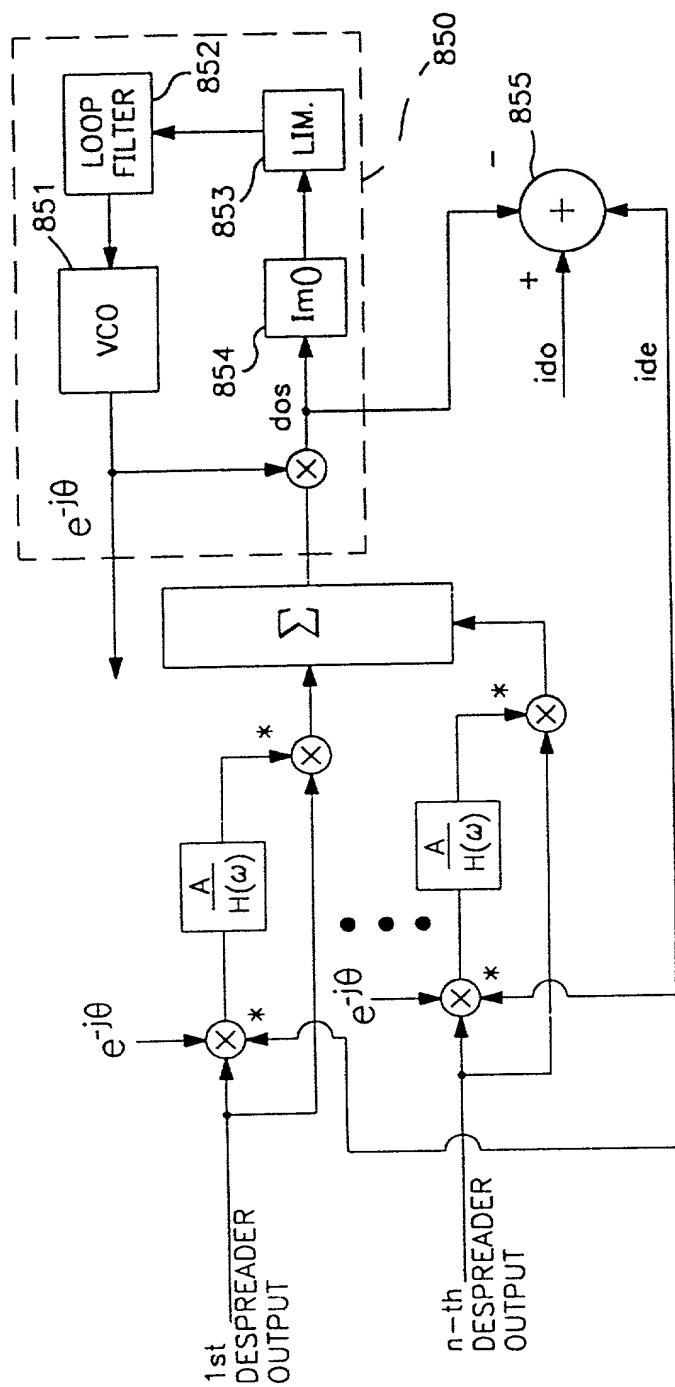 1st
DESPREADER
OUTPUT
n-th
DESPREADER
OUTPUT
e^-jθ
*
A
H(ω)
*
e^-jθ
*
A
H(ω)
*
Σ
e^-jθ
VCO
851
LOOP
FILTER
852
LIM.
853
Im()
854
dos
850
855
-
+
+
ido
ide